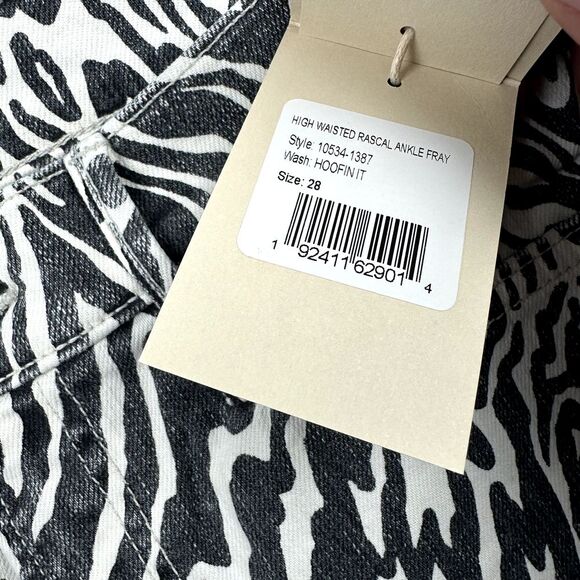 HIGH WAISTED RASCAL ANKLE FRAY
Style: 10534-1387
Wash: HOOFIN IT
Size: 28
1 92411 62901 4